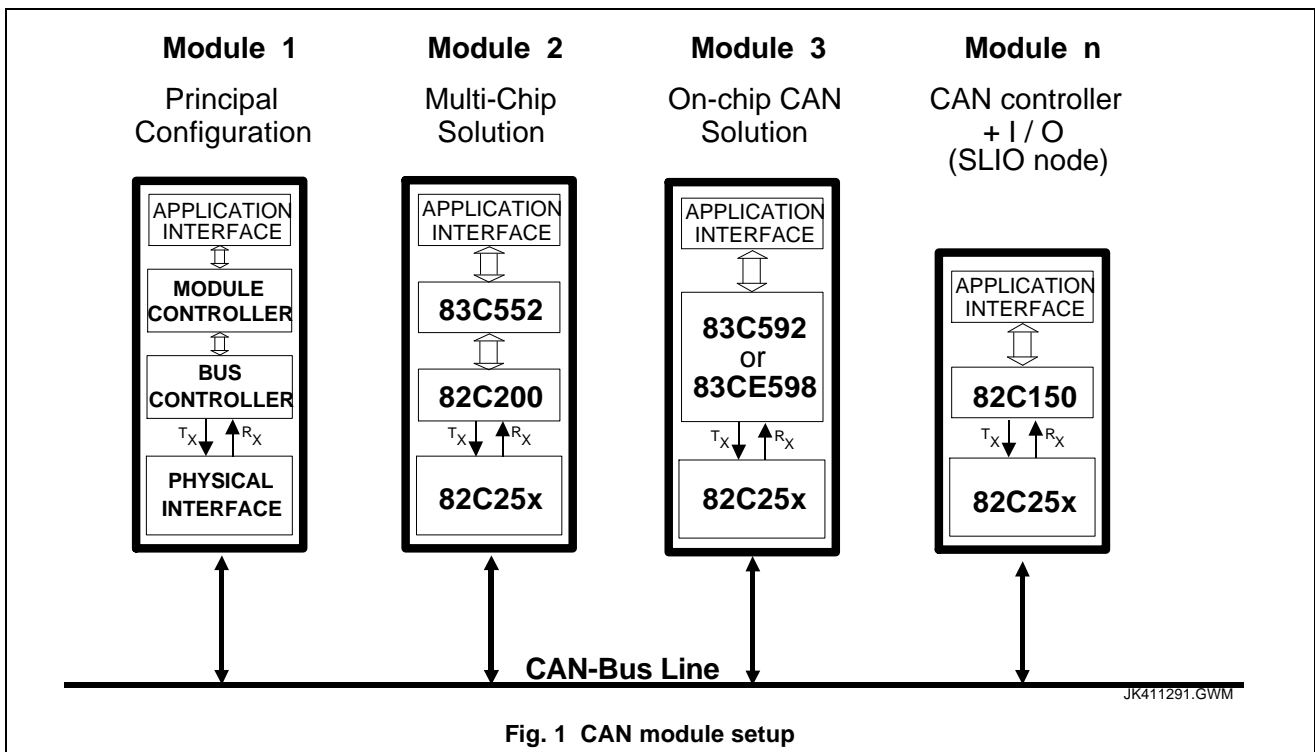 Module 1
Principal
Configuration
APPLICATION
INTERFACE
MODULE
CONTROLLER
BUS
CONTROLLER
TX
RX
PHYSICAL
INTERFACE
Module 2
Multi-Chip
Solution
APPLICATION
INTERFACE
83C552
82C200
TX
RX
82C25x
Module 3
On-chip CAN
Solution
APPLICATION
INTERFACE
83C592
or
83CE598
TX
RX
82C25x
Module n
CAN controller
+ I / O
(SLIO node)
APPLICATION
INTERFACE
82C150
TX
RX
82C25x
CAN-Bus Line
JK411291.GWM
Fig. 1 CAN module setup